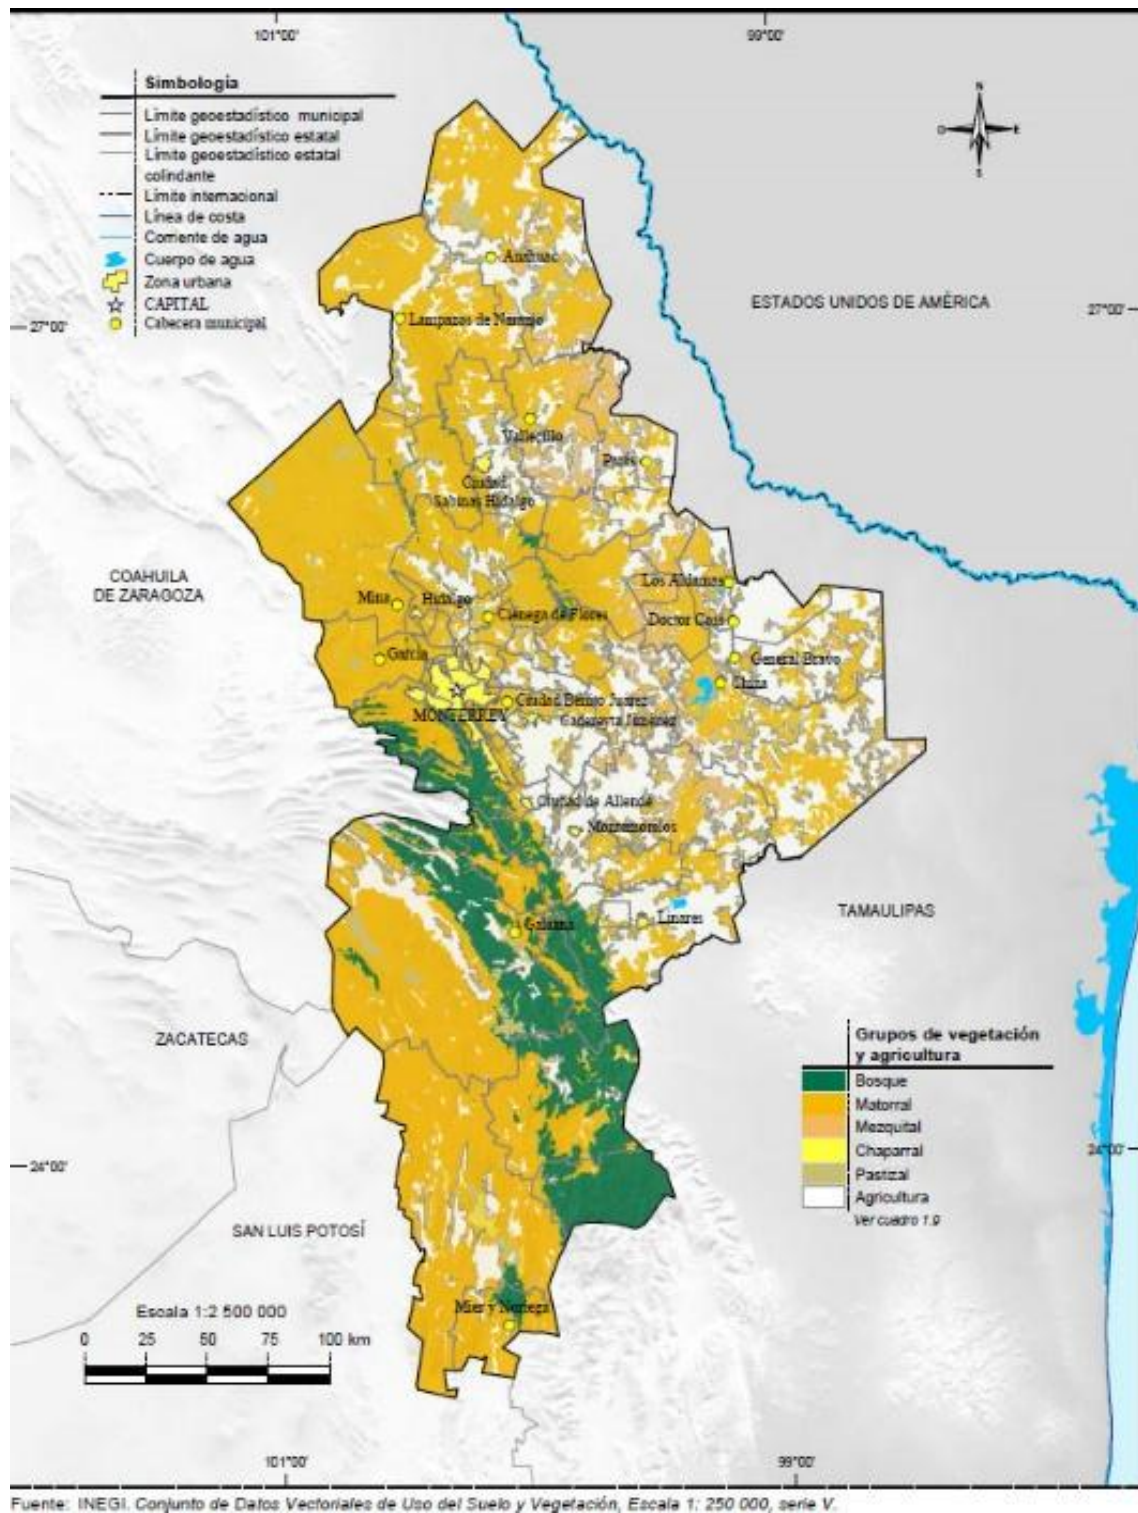 101°00'
99°00'
Simbología
Límite geoestadístico municipal
Límite geoestadístico estatal
Límite geoestadístico estatal
colindante
Límite internacional
Línea de costa
Corriente de agua
Cuerpo de agua
Zona urbana
CAPITAL
Cabecera municipal
N
O
E
S
27°00'
ESTADOS UNIDOS DE AMÉRICA
27°00'
Anáhuac
Lampazos de Naranjo
Vallecillo
Parás
Ciudad
Sabinas Hidalgo
COAHUILA
DE ZARAGOZA
Los Aldamas
Mina
Hidalgo
Ciénega de Flores
Doctor Coss
García
General Bravo
China
MONTERREY
Ciudad Benito Juárez
Cadereyta Jiménez
Ciudad de Allende
Montemorelos
Galeana
Linares
TAMAULIPAS
ZACATECAS
Grupos de vegetación
y agricultura
Bosque
Matorral
Mezquital
Chaparral
Pastizal
Agricultura
Ver cuadro 1.9
24°00'
24°00'
SAN LUIS POTOSÍ
Mier y Noriega
Escala 1:2 500 000
0 25 50 75 100 km
101°00'
99°00'
Fuente: INEGI. Conjunto de Datos Vectoriales de Uso del Suelo y Vegetación, Escala 1: 250 000, serie V.